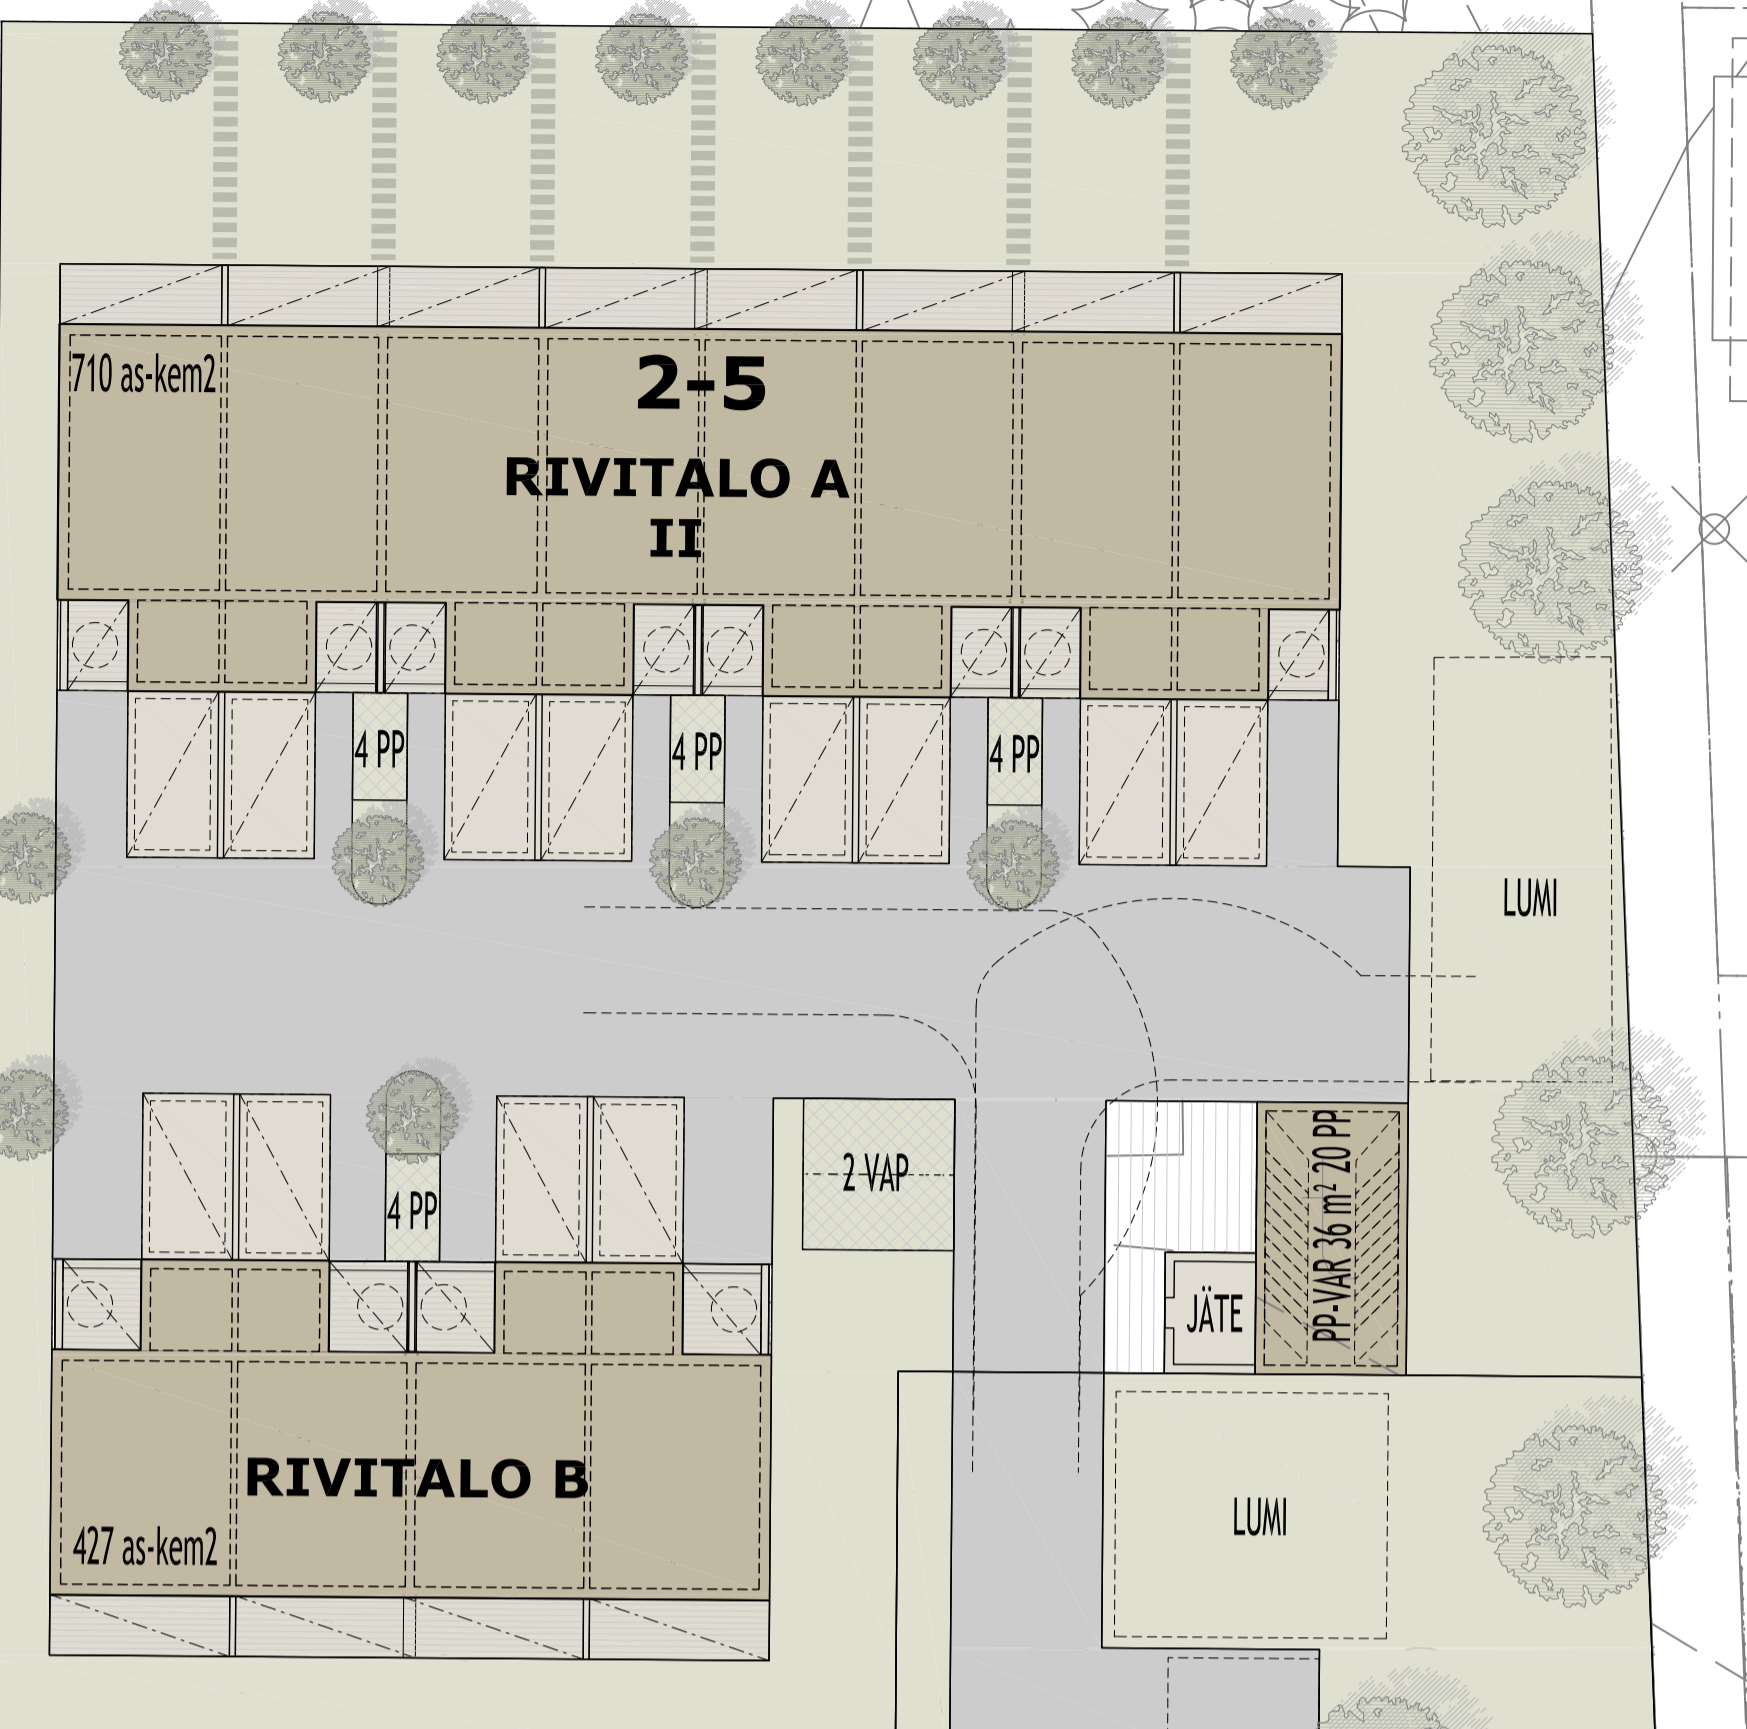 710 as-kem2
2-5
RIVITALO A
II
4 PP
4 PP
4 PP
LUMI
2 VAP
4 PP
PP-VAR 36 m² 20 PP
JÄTE
RIVITALO B
427 as-kem2
LUMI